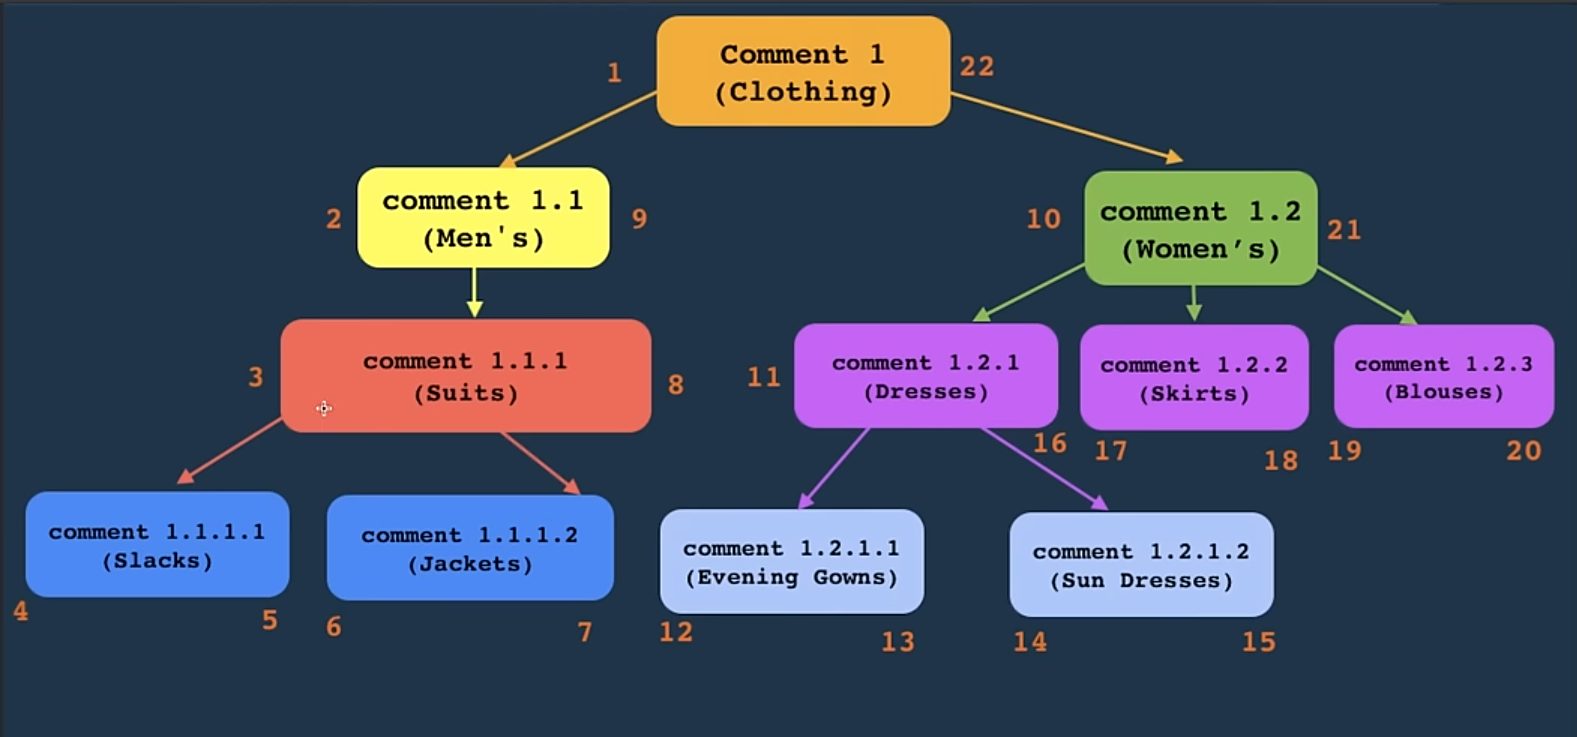 Comment 1
(Clothing)
1
22
comment 1.1
(Men's)
2
9
comment 1.2
(Women’s)
10
21
comment 1.1.1
(Suits)
3
8
comment 1.2.1
(Dresses)
11
16
comment 1.2.2
(Skirts)
17
18
comment 1.2.3
(Blouses)
19
20
comment 1.1.1.1
(Slacks)
4
5
comment 1.1.1.2
(Jackets)
6
7
comment 1.2.1.1
(Evening Gowns)
12
13
comment 1.2.1.2
(Sun Dresses)
14
15